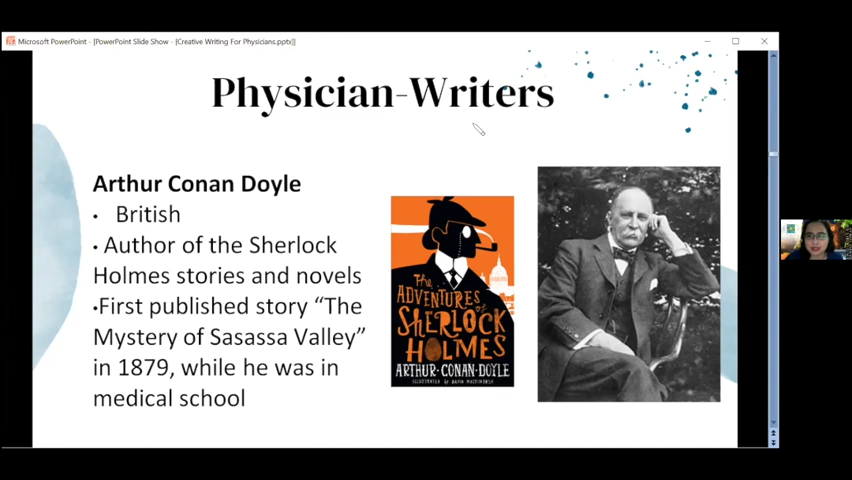 Microsoft PowerPoint - [PowerPoint Slide Show - [Creative Writing For Physicians.pptx]]
Physician-Writers
Arthur Conan Doyle
• British
• Author of the Sherlock
Holmes stories and novels
•First published story “The
Mystery of Sasassa Valley”
in 1879, while he was in
medical school
The
ADVENTURES
of
SHERLOCK
HOLMES
ARTHUR·CONAN·DOYLE
ILLUSTRATED by DAVID MACKINTOSH